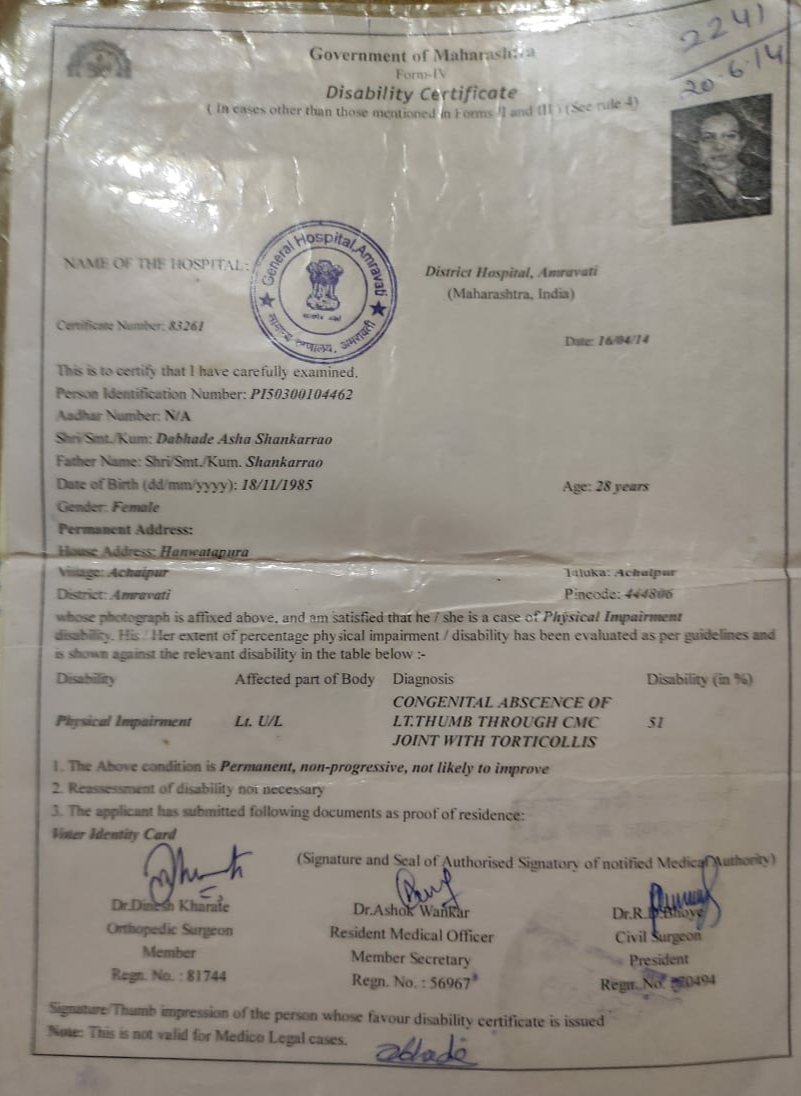 2241
20.6.14
Government of Maharashtra
Form-IV
Disability Certificate
( In cases other than those mentioned in Forms II and III ) (See rule 4)
NAME OF THE HOSPITAL:
General Hospital, Amravati
सामान्य रुग्णालय, अमरावती
District Hospital, Amravati
(Maharashtra, India)
Certificate Number: 83261
Date: 16/04/14
This is to certify that I have carefully examined.
Person Identification Number: PI50300104462
Aadhar Number: N/A
Shri/Smt./Kum: Dabhade Asha Shankarrao
Father Name: Shri/Smt./Kum. Shankarrao
Date of Birth (dd/mm/yyyy): 18/11/1985 Age: 28 years
Gender: Female
Permanent Address:
House Address: Hanwatapura
Village: Achalpur Taluka: Achalpur
District: Amravati Pincode: 444806
whose photograph is affixed above, and am satisfied that he / she is a case of Physical Impairment
disability. His / Her extent of percentage physical impairment / disability has been evaluated as per guidelines and
is shown against the relevant disability in the table below :-
Disability Affected part of Body Diagnosis Disability (in %)
CONGENITAL ABSCENCE OF
Physical Impairment Lt. U/L LT.THUMB THROUGH CMC 51
JOINT WITH TORTICOLLIS
1. The Above condition is Permanent, non-progressive, not likely to improve
2. Reassessment of disability not necessary
3. The applicant has submitted following documents as proof of residence:
Voter Identity Card
(Signature and Seal of Authorised Signatory of notified Medical Authority)
Dr.Dinesh Kharate Dr.Ashok Wankar Dr.R. Bhoye
Orthopedic Surgeon Resident Medical Officer Civil Surgeon
Member Member Secretary President
Regn. No. : 81744 Regn. No. : 56967 Regn. No. 70494
Signature/Thumb impression of the person whose favour disability certificate is issued
Note: This is not valid for Medico Legal cases.